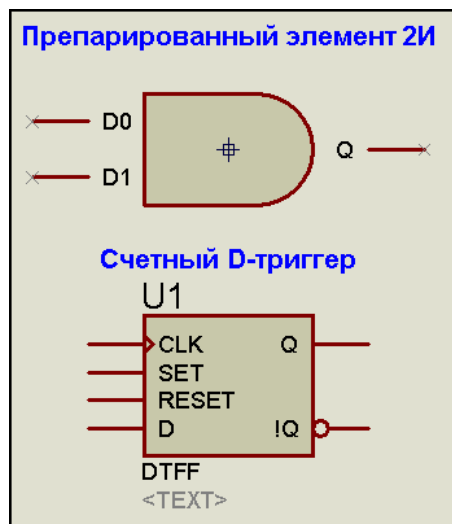 Препарированный элемент 2И
D0
Q
D1
Счетный D-триггер
U1
CLK Q
SET
RESET
D !Q
DTFF
<TEXT>